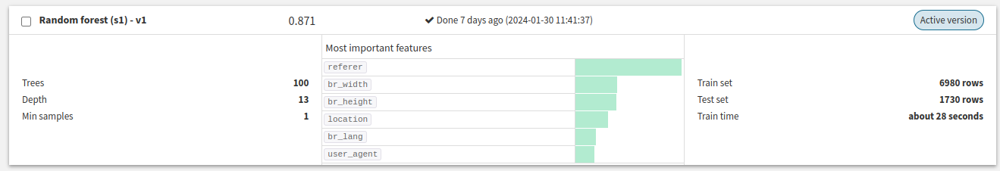 Random forest (s1) - v1
0.871
Done 7 days ago (2024-01-30 11:41:37)
Active version
Trees 100
Depth 13
Min samples 1
Most important features
referer
br_width
br_height
location
br_lang
user_agent
Train set 6980 rows
Test set 1730 rows
Train time about 28 seconds